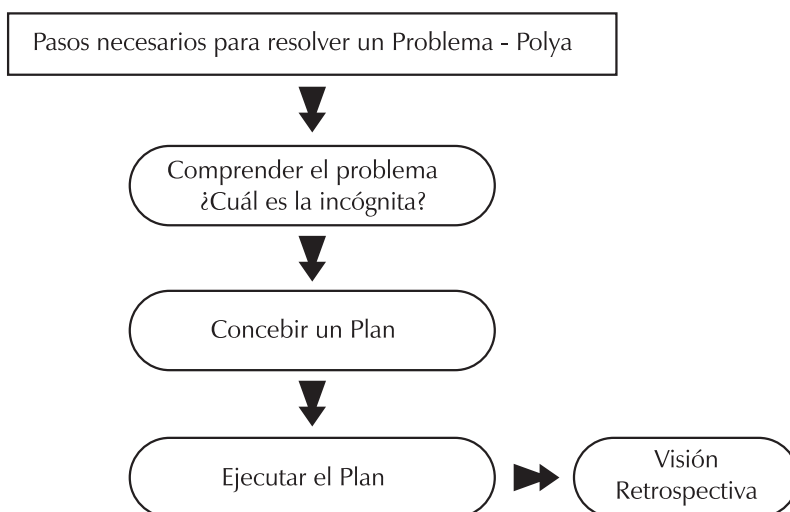 Pasos necesarios para resolver un Problema - Polya
Comprender el problema
¿Cuál es la incógnita?
Concebir un Plan
Ejecutar el Plan
Visión
Retrospectiva